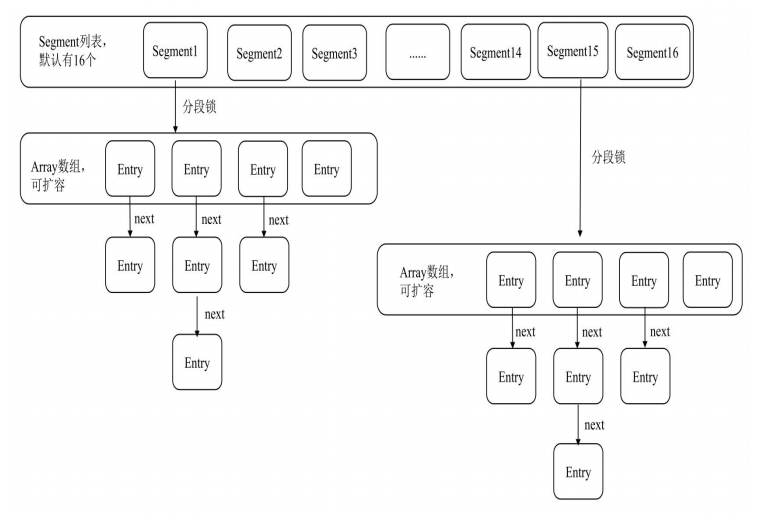 Segment列表，
默认有16个
Segment1
Segment2
Segment3
......
Segment14
Segment15
Segment16
分段锁
分段锁
Array数组，
可扩容
Entry
Entry
Entry
Entry
next
next
next
Entry
Entry
Entry
next
Entry
Array数组，
可扩容
Entry
Entry
Entry
Entry
next
next
next
Entry
Entry
Entry
next
Entry